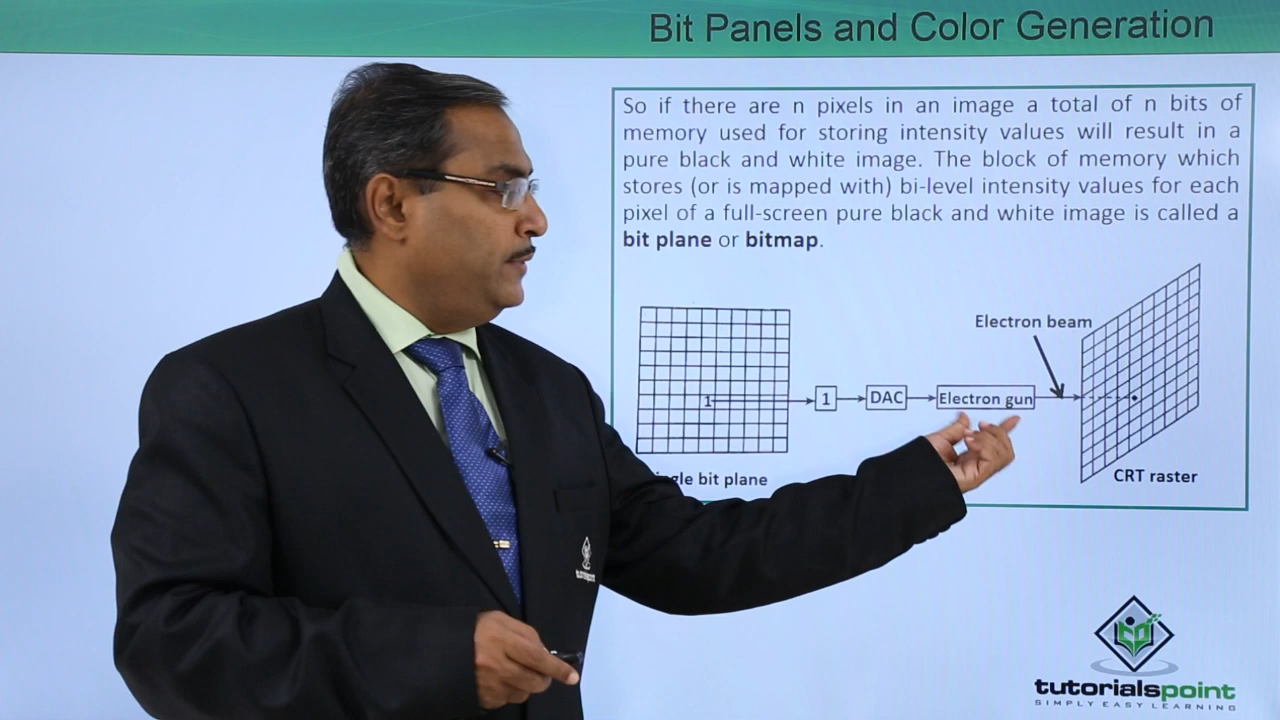 Bit Panels and Color Generation
So if there are n pixels in an image a total of n bits of
memory used for storing intensity values will result in a
pure black and white image. The block of memory which
stores (or is mapped with) bi-level intensity values for each
pixel of a full-screen pure black and white image is called a
bit plane or bitmap.
Electron beam
1
1
DAC
Electron gun
bit plane
CRT raster
tutorialspoint
tutorialspoint
SIMPLY EASY LEARNING